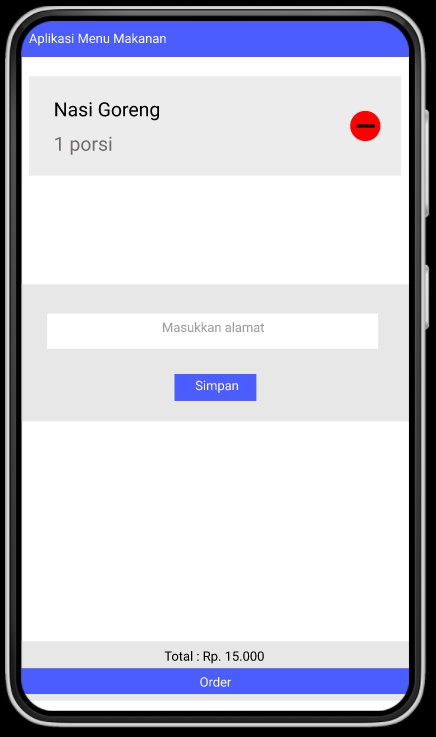 Aplikasi Menu Makanan
Nasi Goreng
1 porsi
Masukkan alamat
Simpan
Total : Rp. 15.000
Order